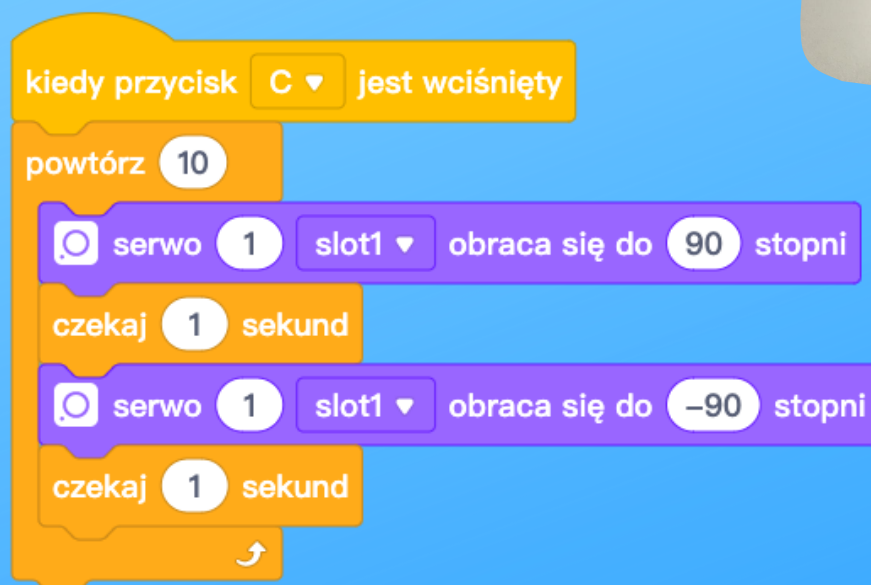 kiedy przycisk C jest wciśnięty
powtórz 10
serwo 1 slot1 obraca się do 90 stopni
czekaj 1 sekund
serwo 1 slot1 obraca się do –90 stopni
czekaj 1 sekund